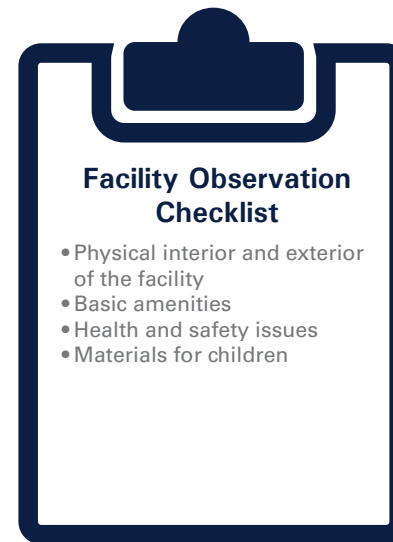 Facility Observation
Checklist
•Physical interior and exterior
of the facility
•Basic amenities
•Health and safety issues
•Materials for children